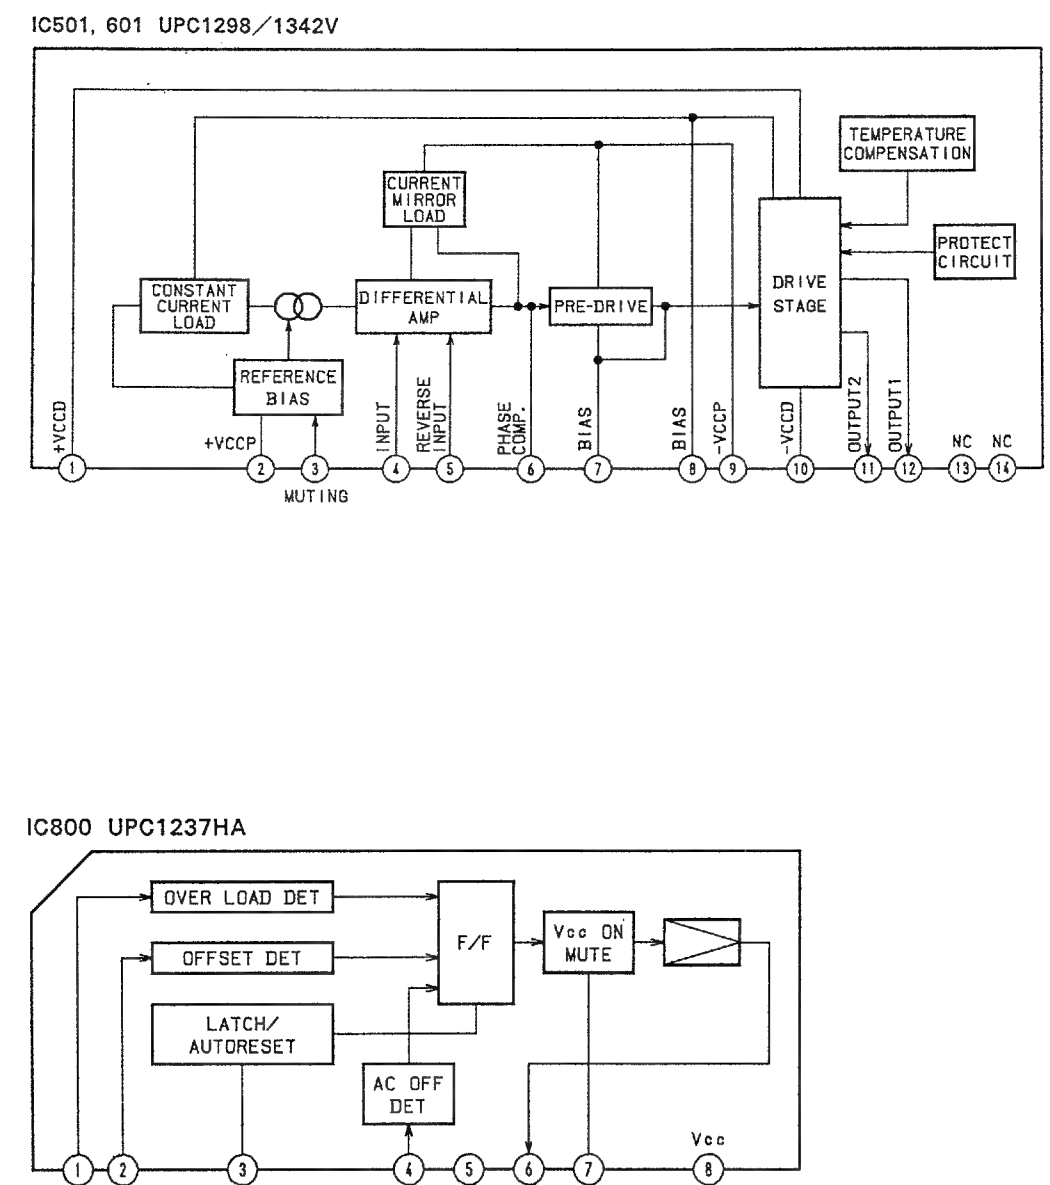 IC501, 601 UPC1298/1342V
TEMPERATURE
COMPENSATION
CURRENT
MIRROR
LOAD
PROTECT
CIRCUIT
CONSTANT
CURRENT
LOAD
DIFFERENTIAL
AMP
PRE-DRIVE
DRIVE
STAGE
REFERENCE
BIAS
+VCCD
+VCCP
INPUT
REVERSE
INPUT
PHASE
COMP.
BIAS
BIAS
-VCCP
-VCCD
OUTPUT2
OUTPUT1
NC
NC
1
2
3
4
5
6
7
8
9
10
11
12
13
14
MUTING
IC800 UPC1237HA
OVER LOAD DET
OFFSET DET
F/F
Vcc ON
MUTE
LATCH/
AUTORESET
AC OFF
DET
Vcc
1
2
3
4
5
6
7
8